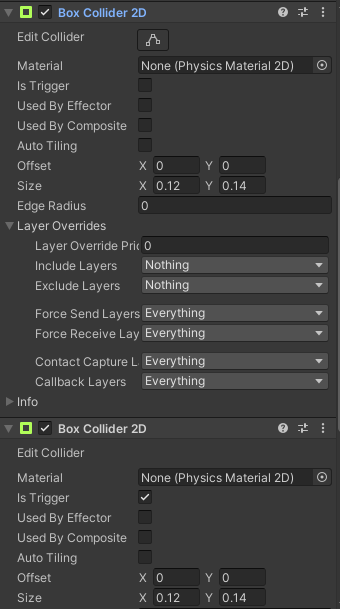 Box Collider 2D
Edit Collider
Material None (Physics Material 2D)
Is Trigger
Used By Effector
Used By Composite
Auto Tiling
Offset X 0 Y 0
Size X 0.12 Y 0.14
Edge Radius 0
Layer Overrides
Layer Override Pric 0
Include Layers Nothing
Exclude Layers Nothing
Force Send Layers Everything
Force Receive Lay Everything
Contact Capture L Everything
Callback Layers Everything
Info
Box Collider 2D
Edit Collider
Material None (Physics Material 2D)
Is Trigger
Used By Effector
Used By Composite
Auto Tiling
Offset X 0 Y 0
Size X 0.12 Y 0.14